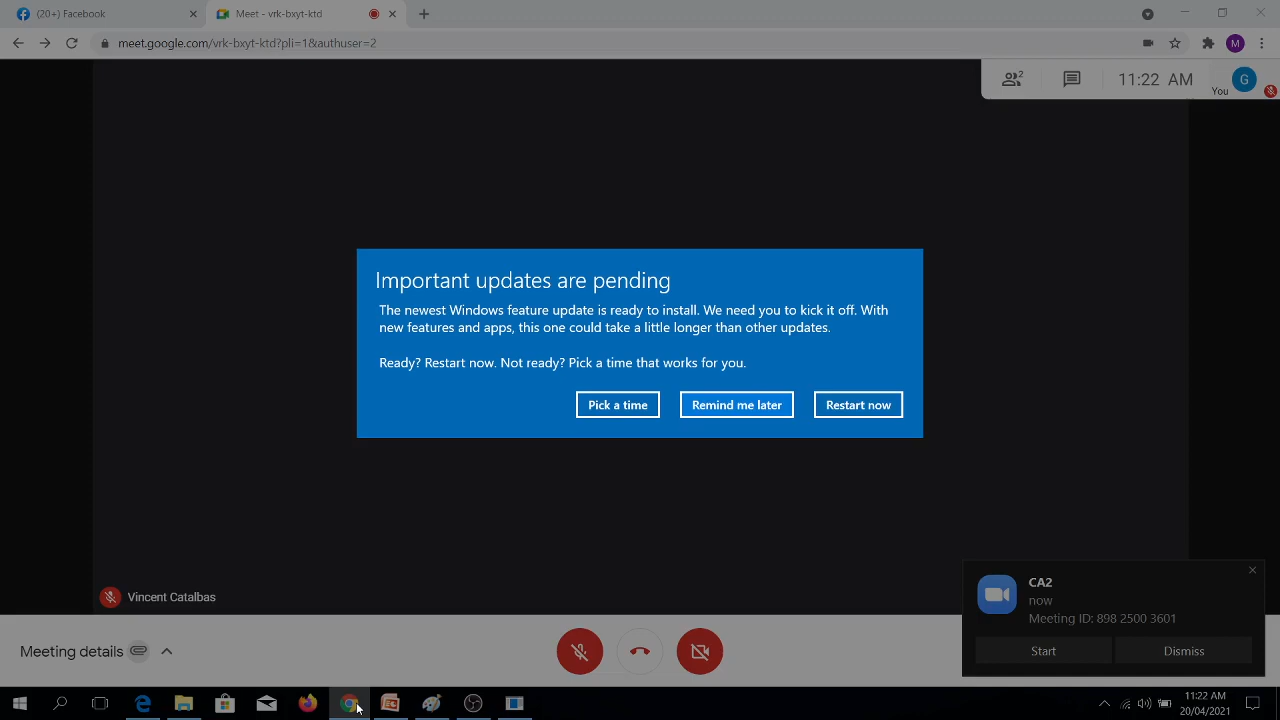 (20+) Facebook
Meet - vrk-bxyt-ktd
meet.google.com/vrk-bxyt-ktd?pli=1&authuser=2
M
2
11:22 AM
You
G
Important updates are pending
The newest Windows feature update is ready to install. We need you to kick it off. With
new features and apps, this one could take a little longer than other updates.
Ready? Restart now. Not ready? Pick a time that works for you.
Pick a time
Remind me later
Restart now
Vincent Catalbas
CA2
now
Meeting ID: 898 2500 3601
Start
Dismiss
Meeting details
11:22 AM
20/04/2021